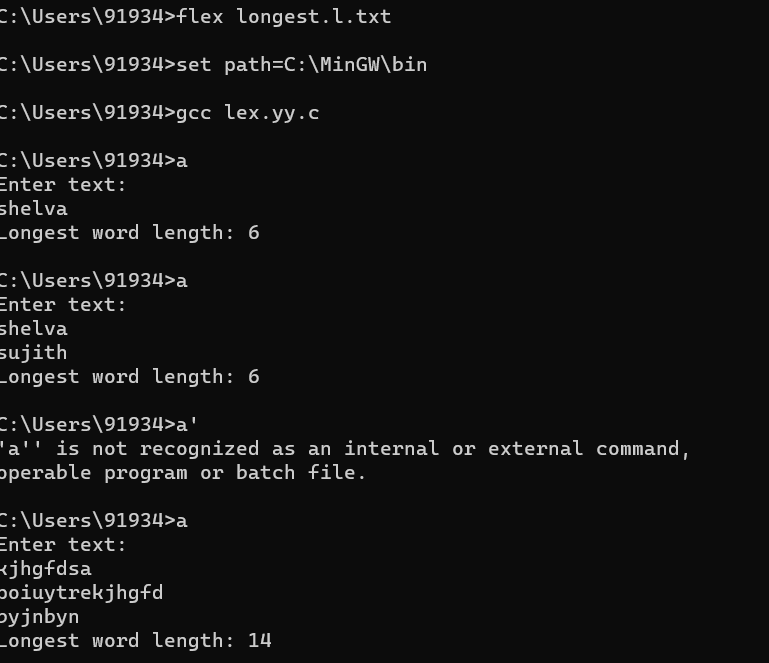 C:\Users\91934>flex longest.l.txt
C:\Users\91934>set path=C:\MinGW\bin
C:\Users\91934>gcc lex.yy.c
C:\Users\91934>a
Enter text:
shelva
Longest word length: 6
C:\Users\91934>a
Enter text:
shelva
sujith
Longest word length: 6
C:\Users\91934>a'
'a'' is not recognized as an internal or external command,
operable program or batch file.
C:\Users\91934>a
Enter text:
kjhgfdsa
poiuytrekjhgfd
byjnbyn
Longest word length: 14